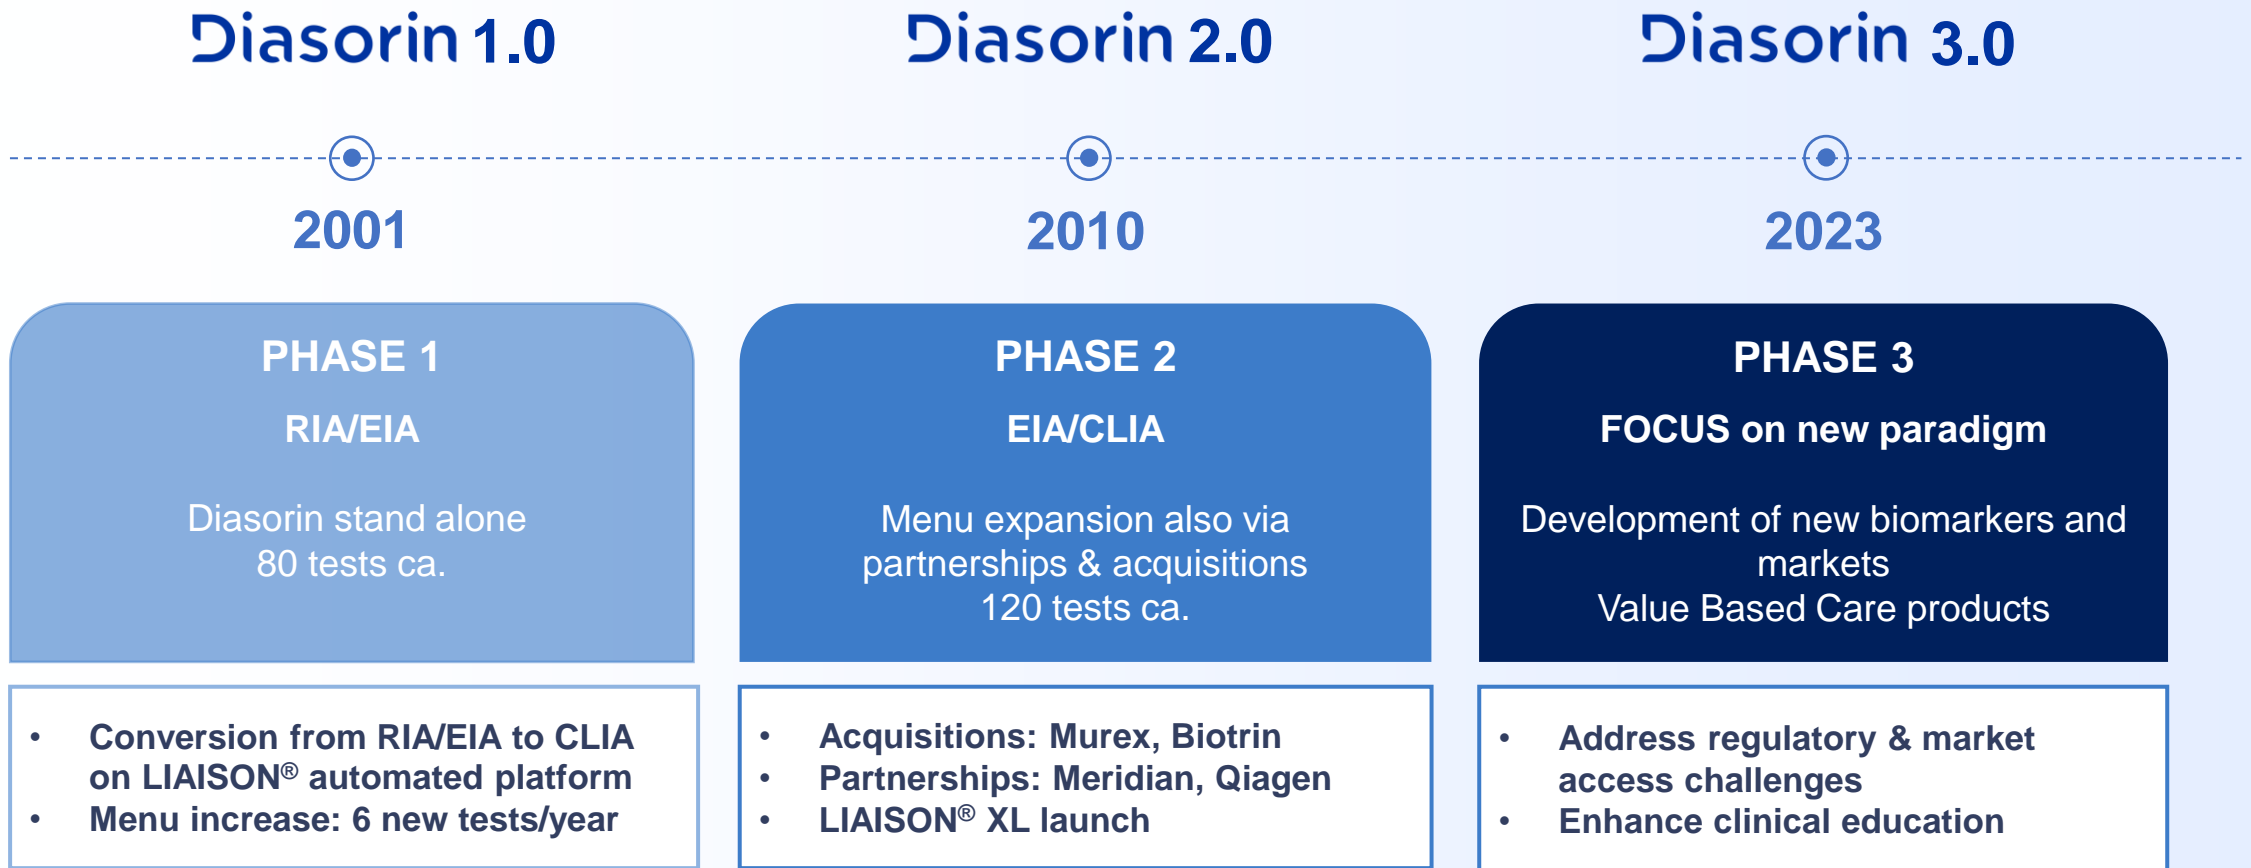 Diasorin 1.0
Diasorin 2.0
Diasorin 3.0
2001
2010
2023
PHASE 1
RIA/EIA
Diasorin stand alone
80 tests ca.
• Conversion from RIA/EIA to CLIA
on LIAISON® automated platform
• Menu increase: 6 new tests/year
PHASE 2
EIA/CLIA
Menu expansion also via
partnerships & acquisitions
120 tests ca.
• Acquisitions: Murex, Biotrin
• Partnerships: Meridian, Qiagen
• LIAISON® XL launch
PHASE 3
FOCUS on new paradigm
Development of new biomarkers and
markets
Value Based Care products
• Address regulatory & market
access challenges
• Enhance clinical education